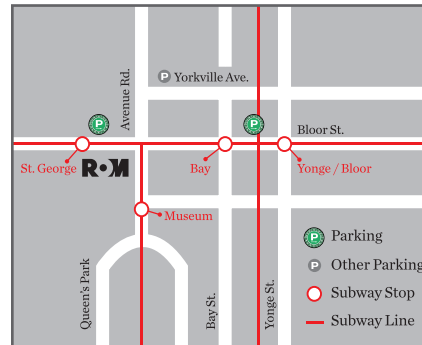 Avenue Rd.
P Yorkville Ave.
P
P
Bloor St.
St. George
ROM
Bay
Yonge / Bloor
Museum
Queen's Park
Bay St.
Yonge St.
P Parking
P Other Parking
Subway Stop
Subway Line